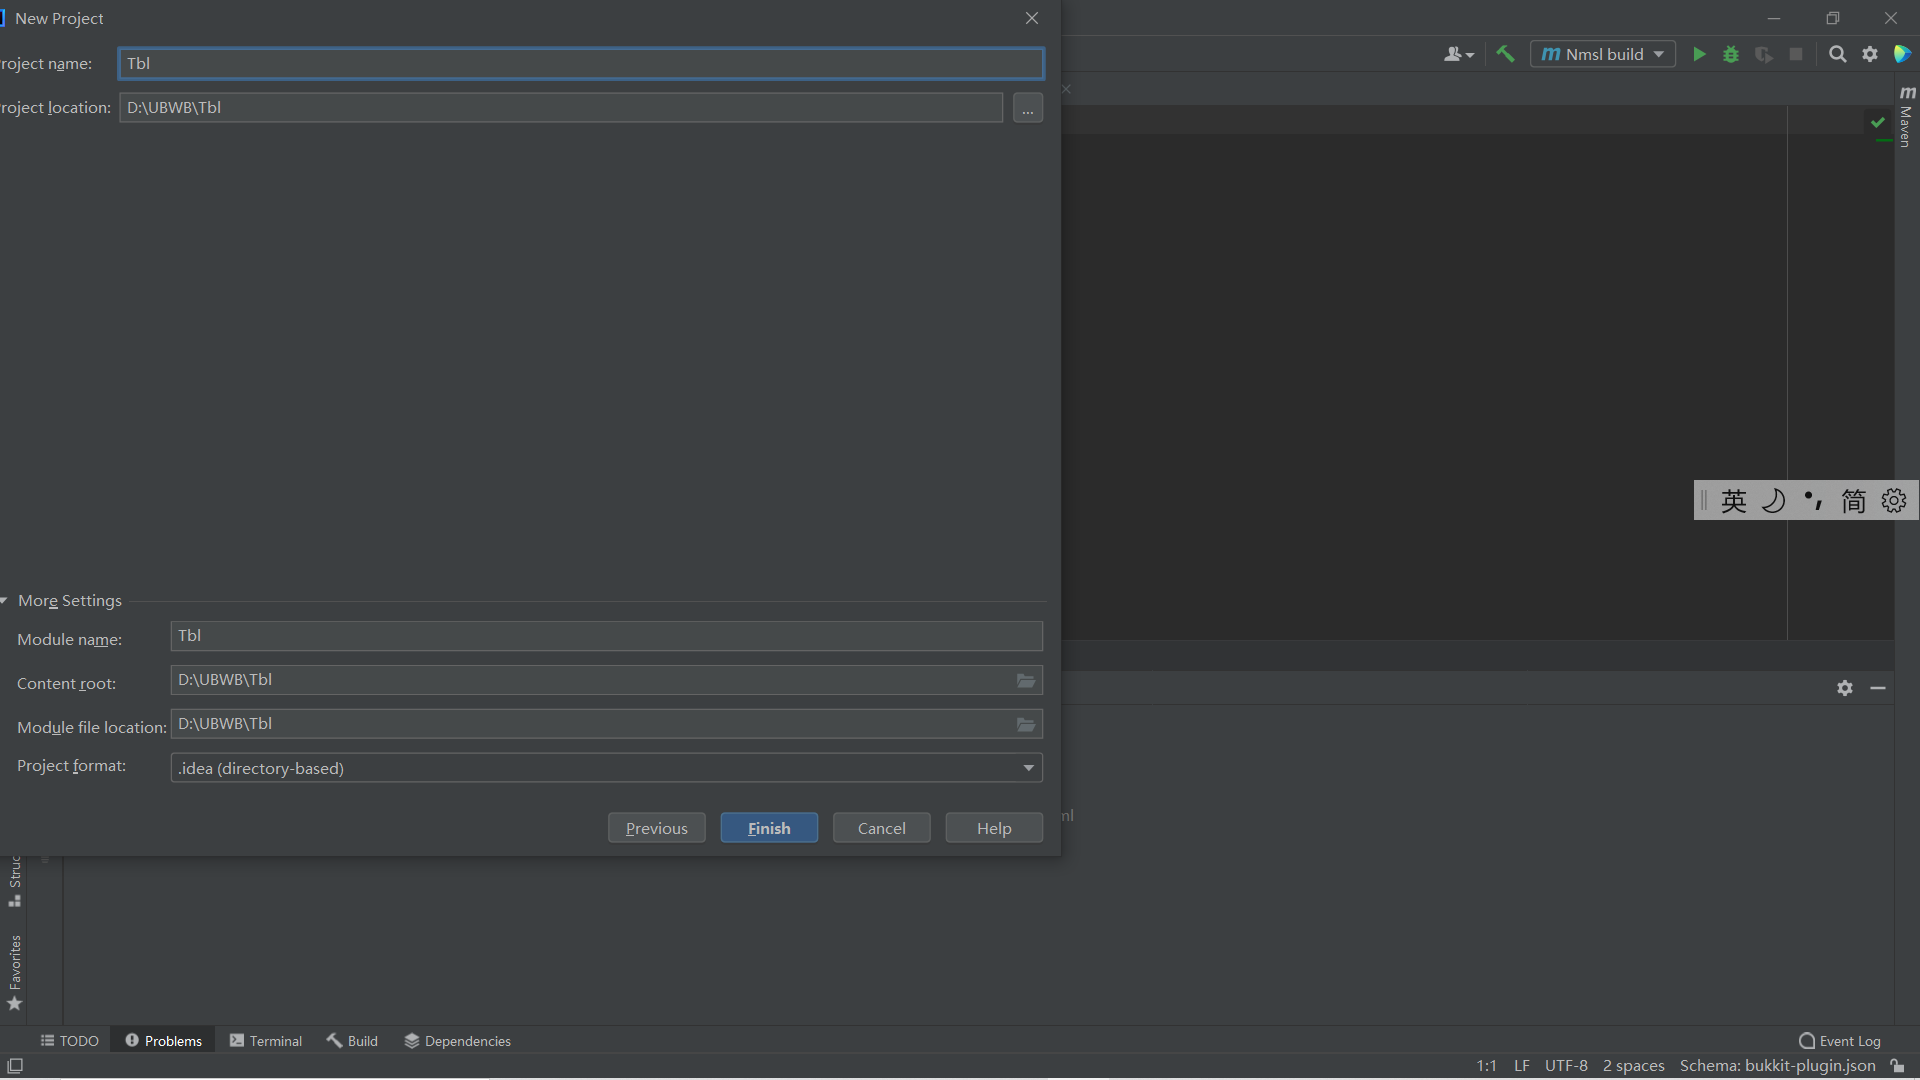 New Project
roject name:
Tbl
roject location:
D:\UBWB\Tbl
...
m Nmsl build
m Maven
英 简
More Settings
Module name:
Tbl
Content root:
D:\UBWB\Tbl
Module file location:
D:\UBWB\Tbl
Project format:
.idea (directory-based)
Previous
Finish
Cancel
Help
ml
Struc
Favorites
TODO
Problems
Terminal
Build
Dependencies
Event Log
1:1 LF UTF-8 2 spaces Schema: bukkit-plugin.json